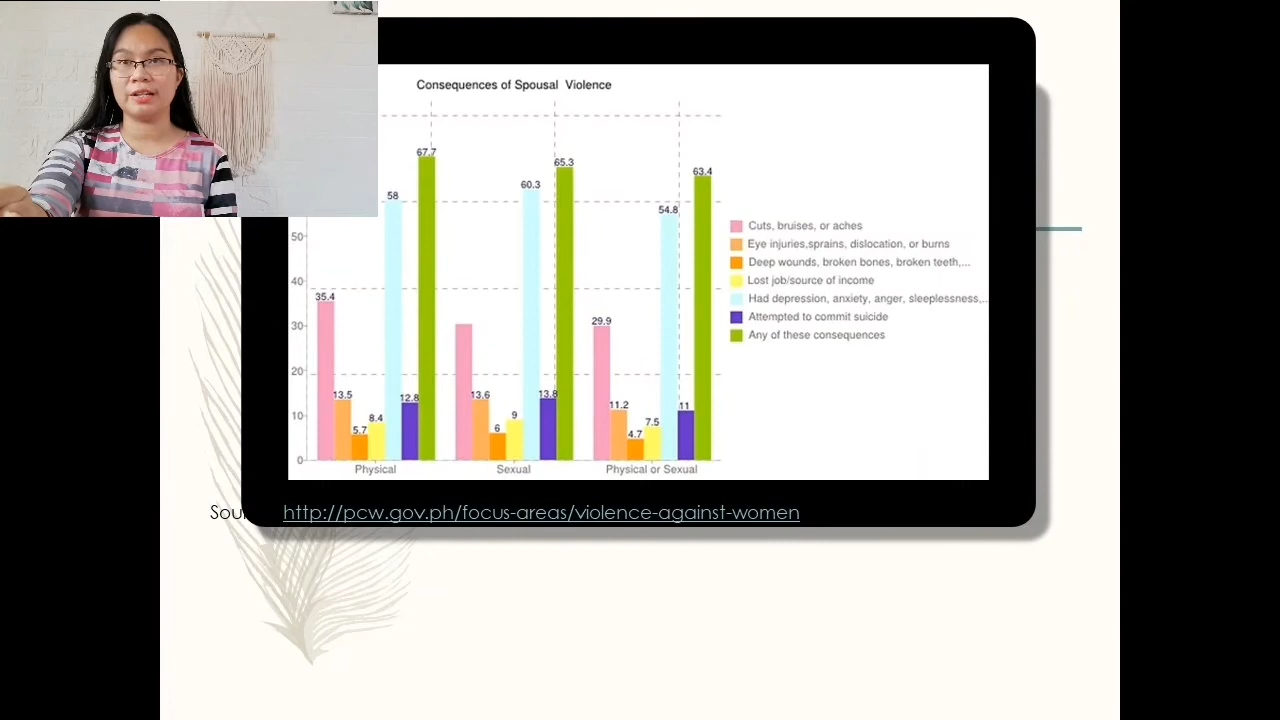 Consequences of Spousal Violence
67.7
65.3
63.4
58
60.3
54.8
50
40
30
20
10
0
35.4
29.9
13.5
5.7
8.4
12.8
13.6
6
9
13.8
11.2
4.7
7.5
11
Physical
Sexual
Physical or Sexual
Cuts, bruises, or aches
Eye injuries,sprains, dislocation, or burns
Deep wounds, broken bones, broken teeth,...
Lost job/source of income
Had depression, anxiety, anger, sleeplessness,...
Attempted to commit suicide
Any of these consequences
http://pcw.gov.ph/focus-areas/violence-against-women